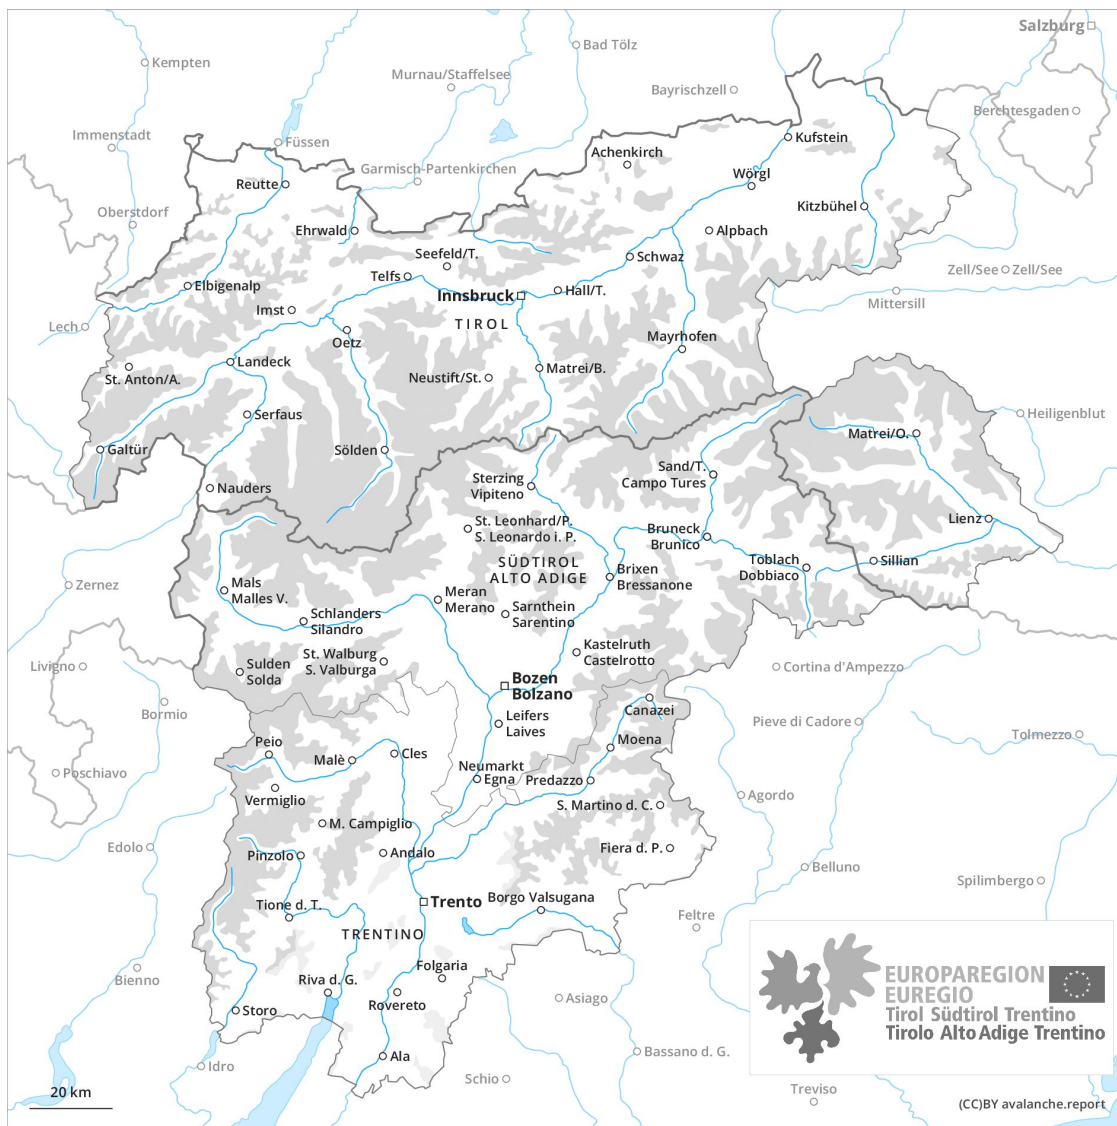 Salzburg
Bad Tölz
Kempten
Murnau/Staffelsee
Bayrischzell
Berchtesgaden
Immenstadt
Füssen
Kufstein
Achenkirch
Garmisch-Partenkirchen
Wörgl
Reutte
Oberstdorf
Kitzbühel
Ehrwald
Alpbach
Seefeld/T.
Schwaz
Telfs
Zell/See
Zell/See
Elbigenalp
Innsbruck
Hall/T.
Mittersill
Imst
TIROL
Lech
Oetz
Mayrhofen
Landeck
St. Anton/A.
Neustift/St.
Matrei/B.
Serfaus
Heiligenblut
Matrei/O.
Galtür
Sölden
Sand/T.
Campo Tures
Sterzing
Vipiteno
Nauders
St. Leonhard/P.
S. Leonardo i. P.
Lienz
Bruneck
Brunico
SÜDTIROL
ALTO ADIGE
Toblach
Dobbiaco
Sillian
Brixen
Bressanone
Zernez
Mals
Malles V.
Meran
Merano
Schlanders
Silandro
Sarnthein
Sarentino
Kastelruth
Castelrotto
St. Walburg
S. Valburga
Livigno
Sulden
Solda
Cortina d'Ampezzo
Bozen
Bolzano
Bormio
Canazei
Leifers
Laives
Pieve di Cadore
Tolmezzo
Moena
Peio
Malè
Cles
Neumarkt
Egna
Predazzo
Poschiavo
Vermiglio
Agordo
S. Martino d. C.
M. Campiglio
Edolo
Pinzolo
Andalo
Fiera d. P.
Belluno
Spilimbergo
Tione d. T.
Trento
Borgo Valsugana
Feltre
TRENTINO
Folgaria
Bienno
Riva d. G.
Rovereto
Asiago
Storo
Ala
Bassano d. G.
Idro
Schio
Treviso
EUROPAREGION
EUREGIO
Tirol Südtirol Trentino
Tirolo Alto Adige Trentino
20 km
(CC)BY avalanche.report